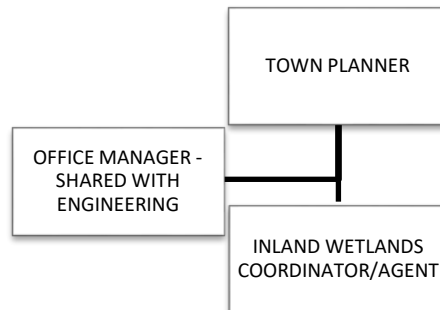 TOWN PLANNER
OFFICE MANAGER -
SHARED WITH
ENGINEERING
INLAND WETLANDS
COORDINATOR/AGENT